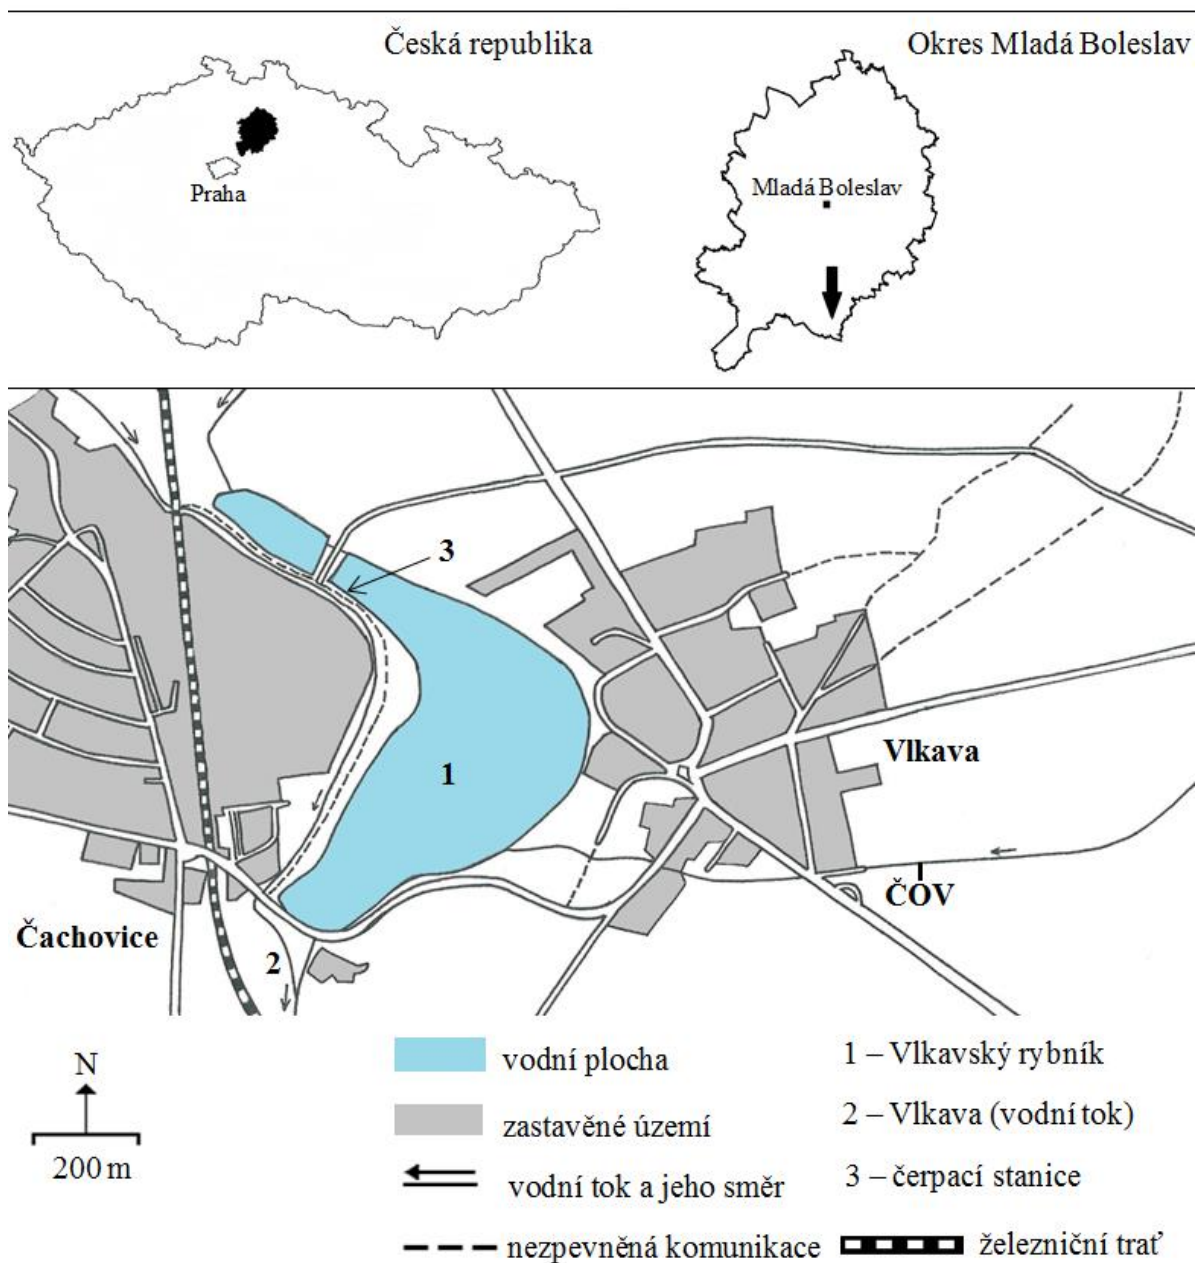 Česká republika
Okres Mladá Boleslav
Praha
Mladá Boleslav
3
1
Vlkava
ČOV
Čachovice
2
N
200 m
vodní plocha
zastavěné území
vodní tok a jeho směr
nezpevněná komunikace
1 – Vlkavský rybník
2 – Vlkava (vodní tok)
3 – čerpací stanice
železniční trať